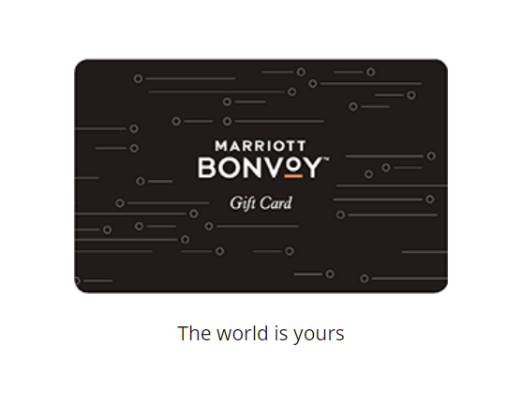 MARRIOTT
BONVOY™
Gift Card
The world is yours